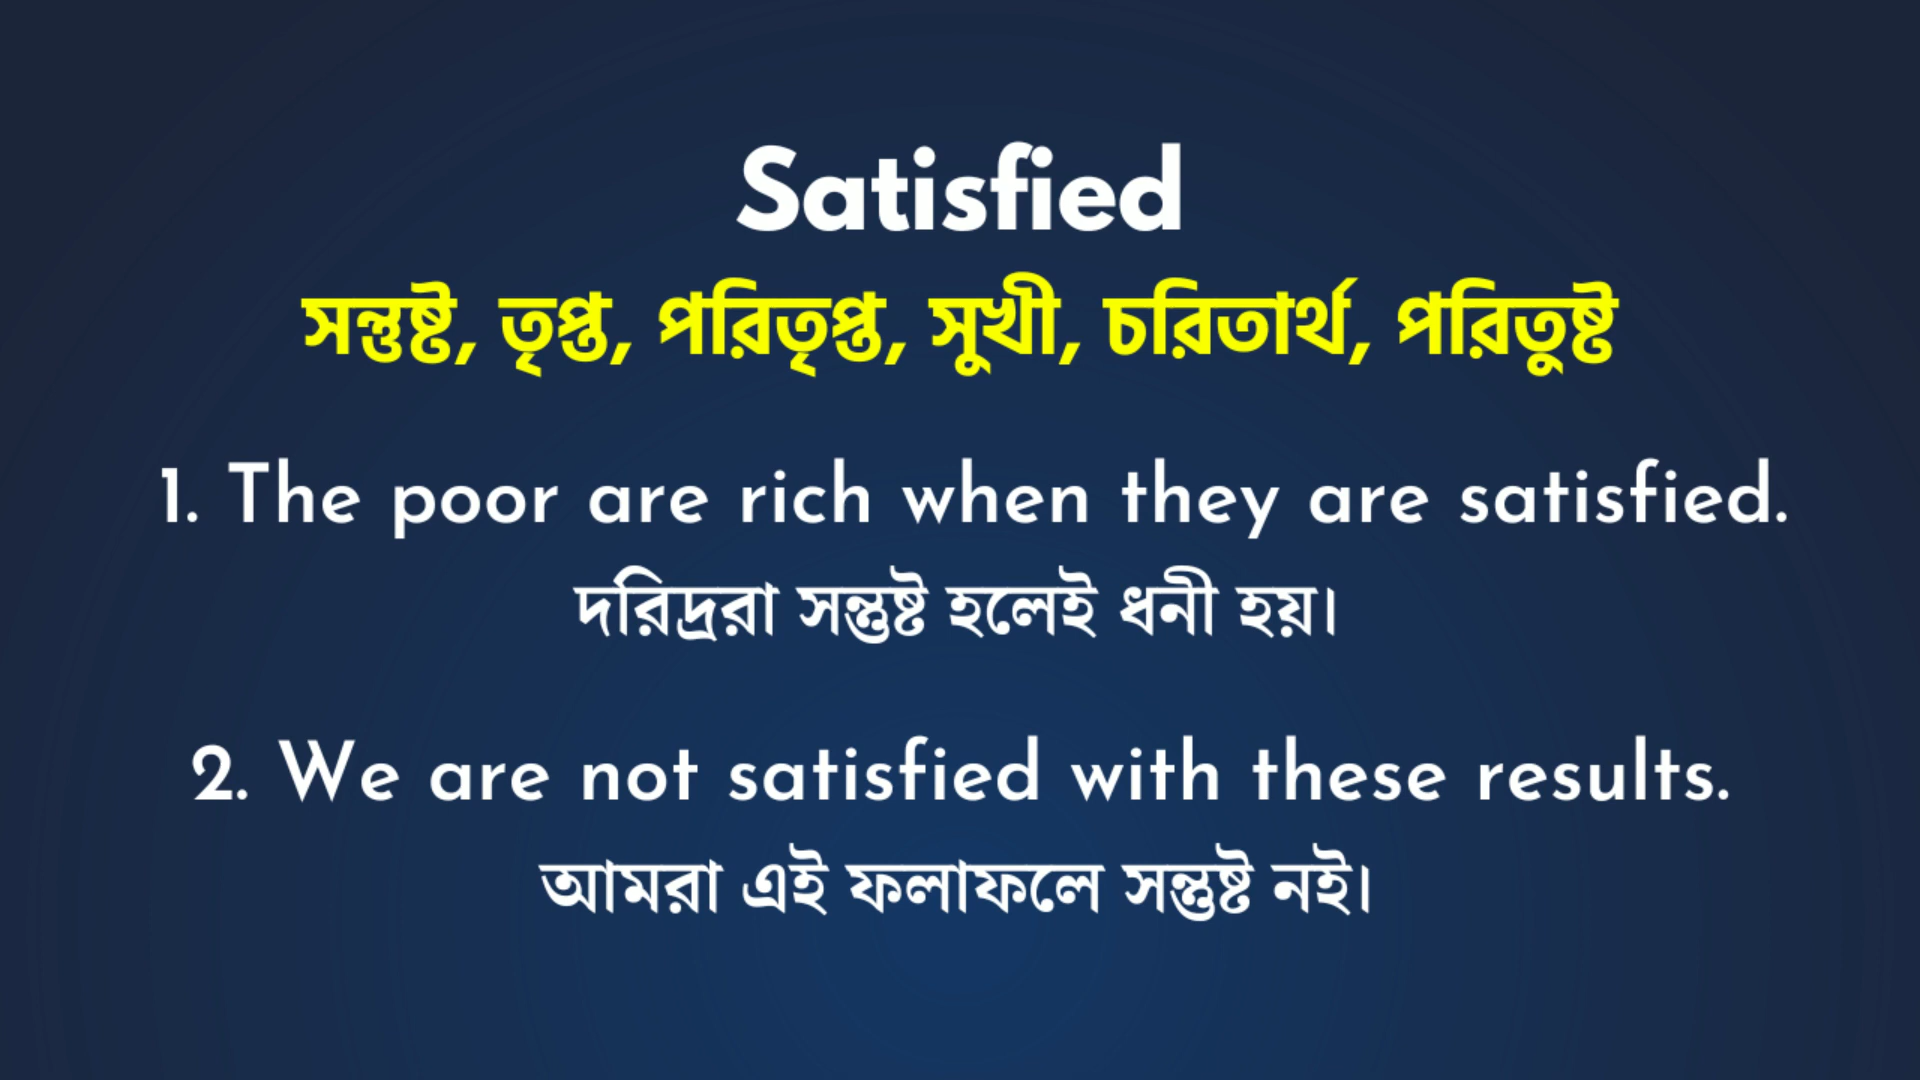 Satisfied
সন্তুষ্ট, তৃপ্ত, পরিতৃপ্ত, সুখী, চরিতার্থ, পরিতুষ্ট
1. The poor are rich when they are satisfied.
দরিদ্ররা সন্তুষ্ট হলেই ধনী হয়।
2. We are not satisfied with these results.
আমরা এই ফলাফলে সন্তুষ্ট নই।